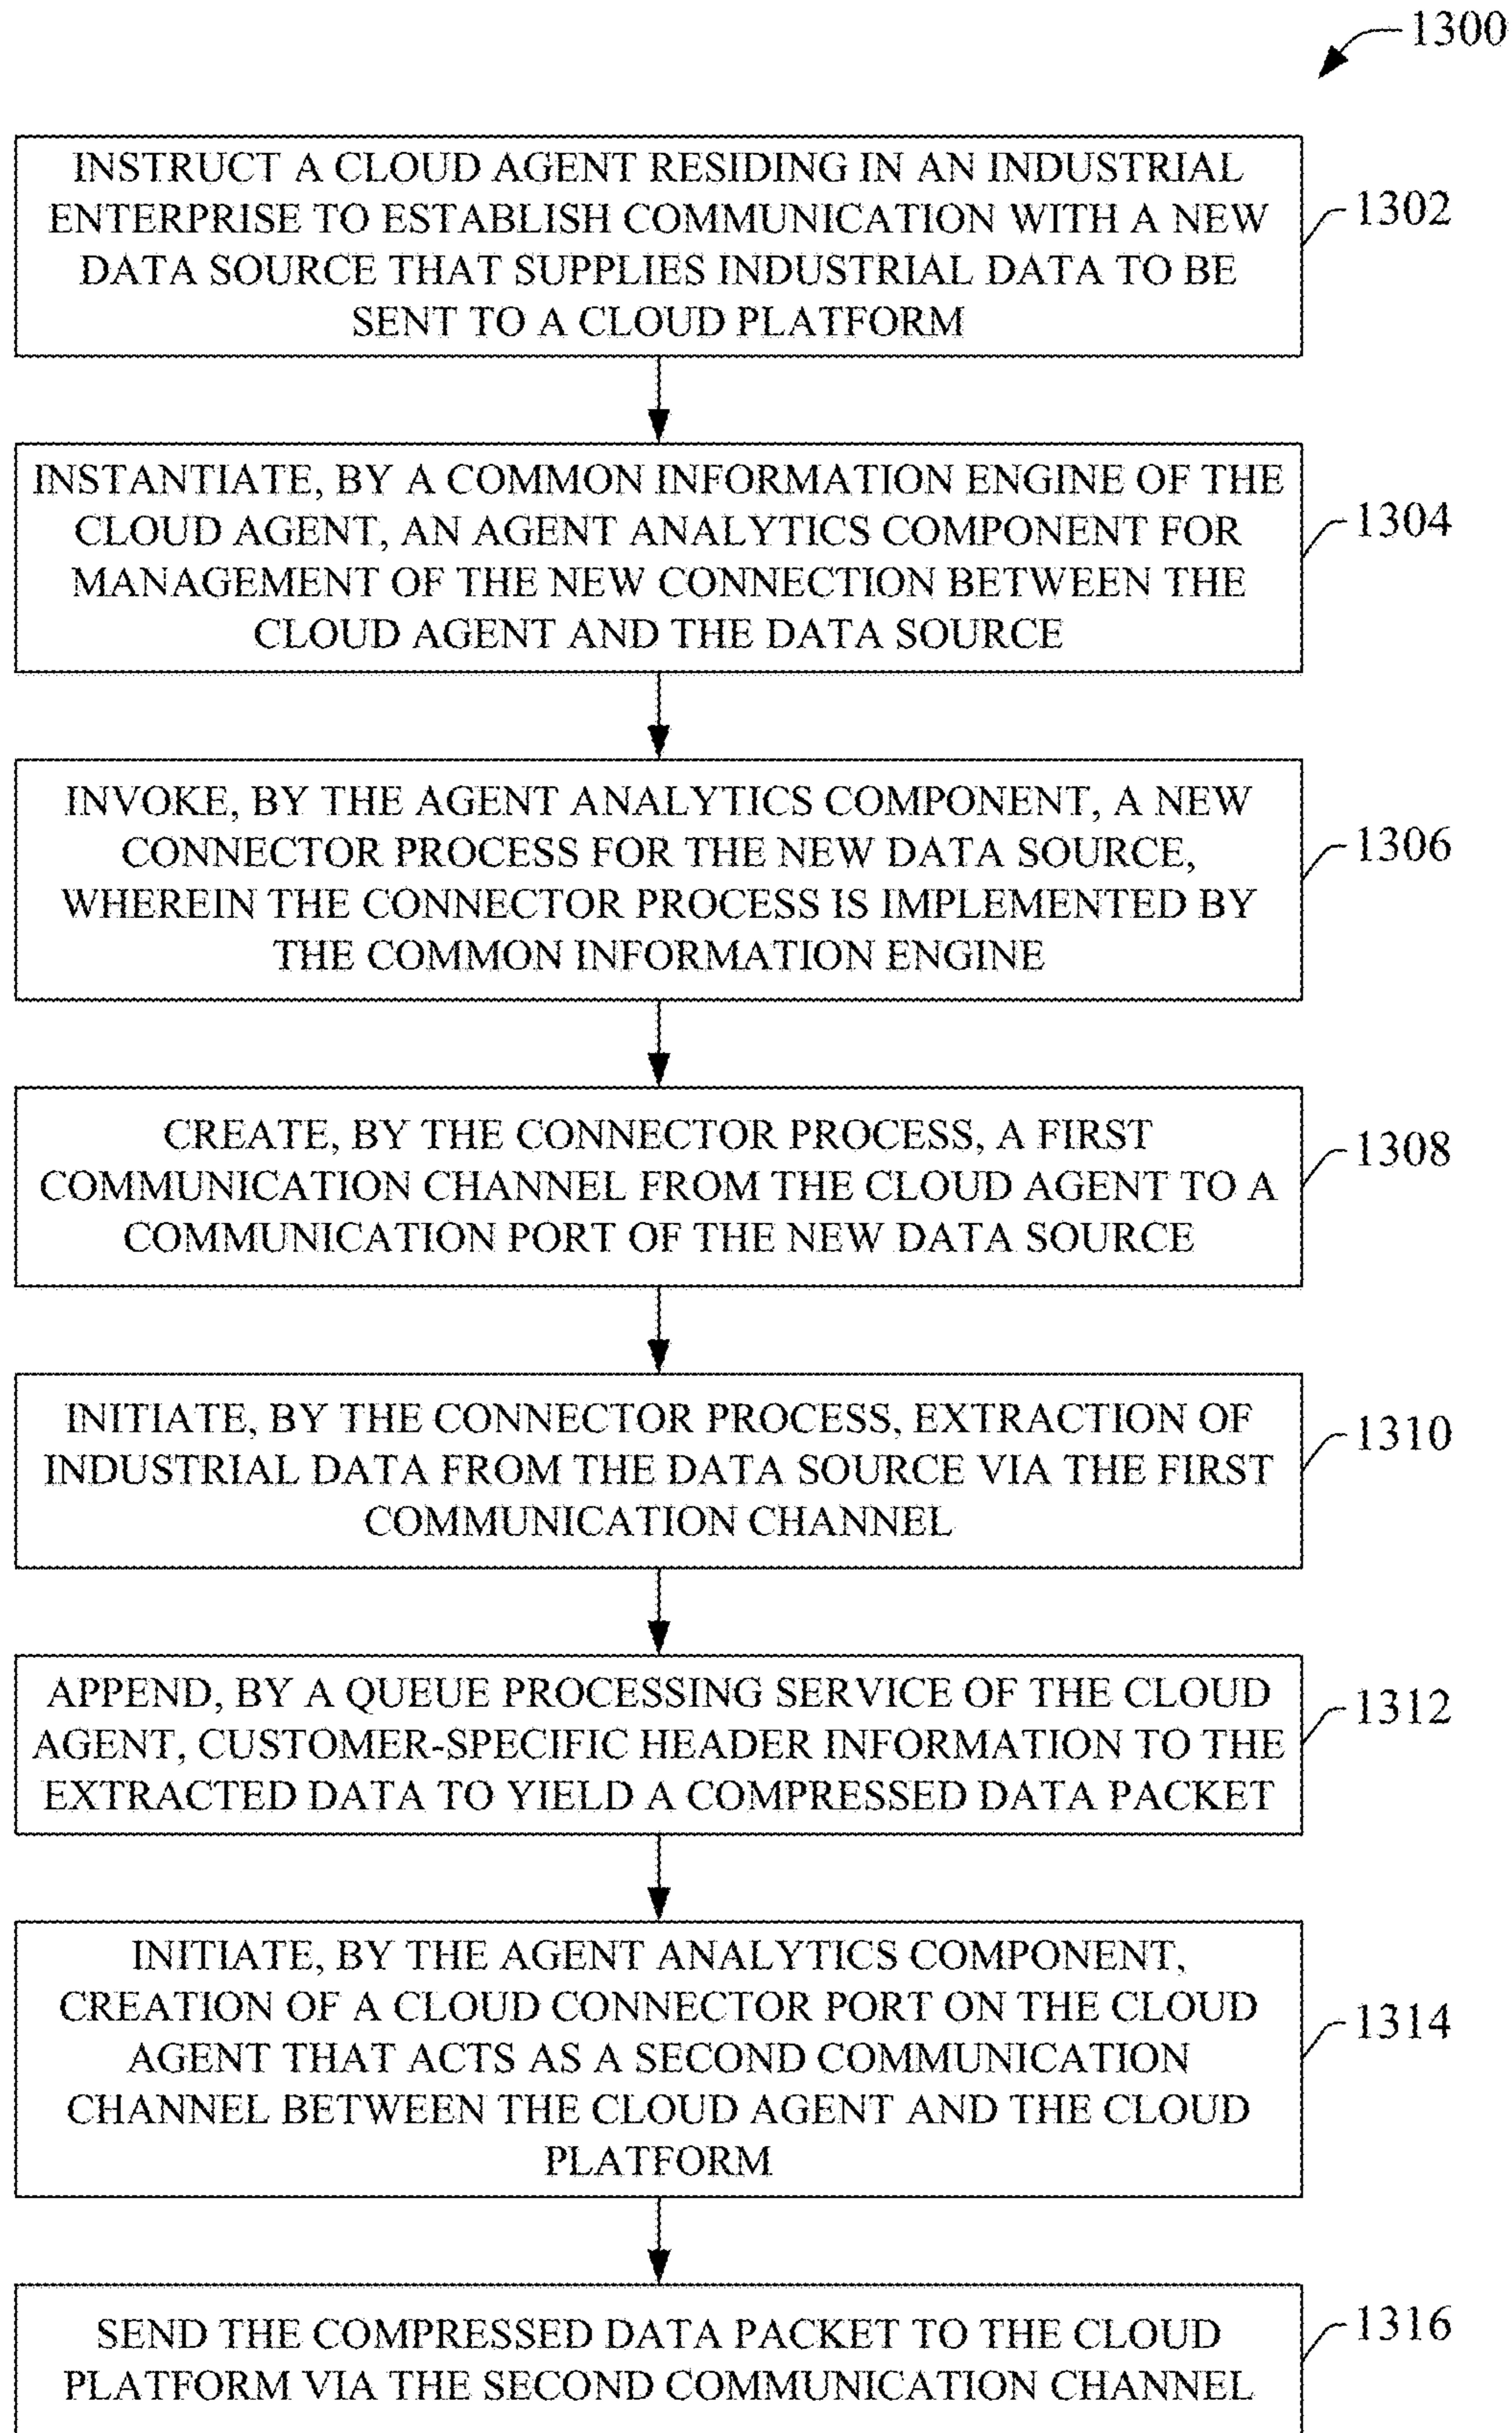 1300
INSTRUCT A CLOUD AGENT RESIDING IN AN INDUSTRIAL
ENTERPRISE TO ESTABLISH COMMUNICATION WITH A NEW
DATA SOURCE THAT SUPPLIES INDUSTRIAL DATA TO BE
SENT TO A CLOUD PLATFORM
1302
INSTANTIATE, BY A COMMON INFORMATION ENGINE OF THE
CLOUD AGENT, AN AGENT ANALYTICS COMPONENT FOR
MANAGEMENT OF THE NEW CONNECTION BETWEEN THE
CLOUD AGENT AND THE DATA SOURCE
1304
INVOKE, BY THE AGENT ANALYTICS COMPONENT, A NEW
CONNECTOR PROCESS FOR THE NEW DATA SOURCE,
WHEREIN THE CONNECTOR PROCESS IS IMPLEMENTED BY
THE COMMON INFORMATION ENGINE
1306
CREATE, BY THE CONNECTOR PROCESS, A FIRST
COMMUNICATION CHANNEL FROM THE CLOUD AGENT TO A
COMMUNICATION PORT OF THE NEW DATA SOURCE
1308
INITIATE, BY THE CONNECTOR PROCESS, EXTRACTION OF
INDUSTRIAL DATA FROM THE DATA SOURCE VIA THE FIRST
COMMUNICATION CHANNEL
1310
APPEND, BY A QUEUE PROCESSING SERVICE OF THE CLOUD
AGENT, CUSTOMER-SPECIFIC HEADER INFORMATION TO THE
EXTRACTED DATA TO YIELD A COMPRESSED DATA PACKET
1312
INITIATE, BY THE AGENT ANALYTICS COMPONENT,
CREATION OF A CLOUD CONNECTOR PORT ON THE CLOUD
AGENT THAT ACTS AS A SECOND COMMUNICATION
CHANNEL BETWEEN THE CLOUD AGENT AND THE CLOUD
PLATFORM
1314
SEND THE COMPRESSED DATA PACKET TO THE CLOUD
PLATFORM VIA THE SECOND COMMUNICATION CHANNEL
1316